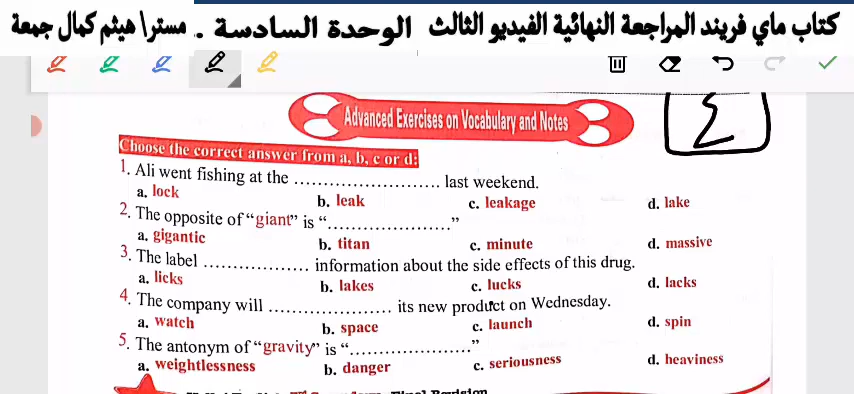 كتاب ماي فريند المراجعة النهائية الفيديو الثالث الوحدة السادسة . مستر\ هيثم كمال جمعة
Advanced Exercises on Vocabulary and Notes
Choose the correct answer from a, b, c or d:
1. Ali went fishing at the .............................. last weekend.
a. lock b. leak c. leakage d. lake
2. The opposite of “giant” is “..........................”
a. gigantic b. titan c. minute d. massive
3. The label ..................... information about the side effects of this drug.
a. licks b. lakes c. lucks d. lacks
4. The company will ......................... its new product on Wednesday.
a. watch b. space c. launch d. spin
5. The antonym of “gravity” is “.........................”
a. weightlessness b. danger c. seriousness d. heaviness
Final Revision